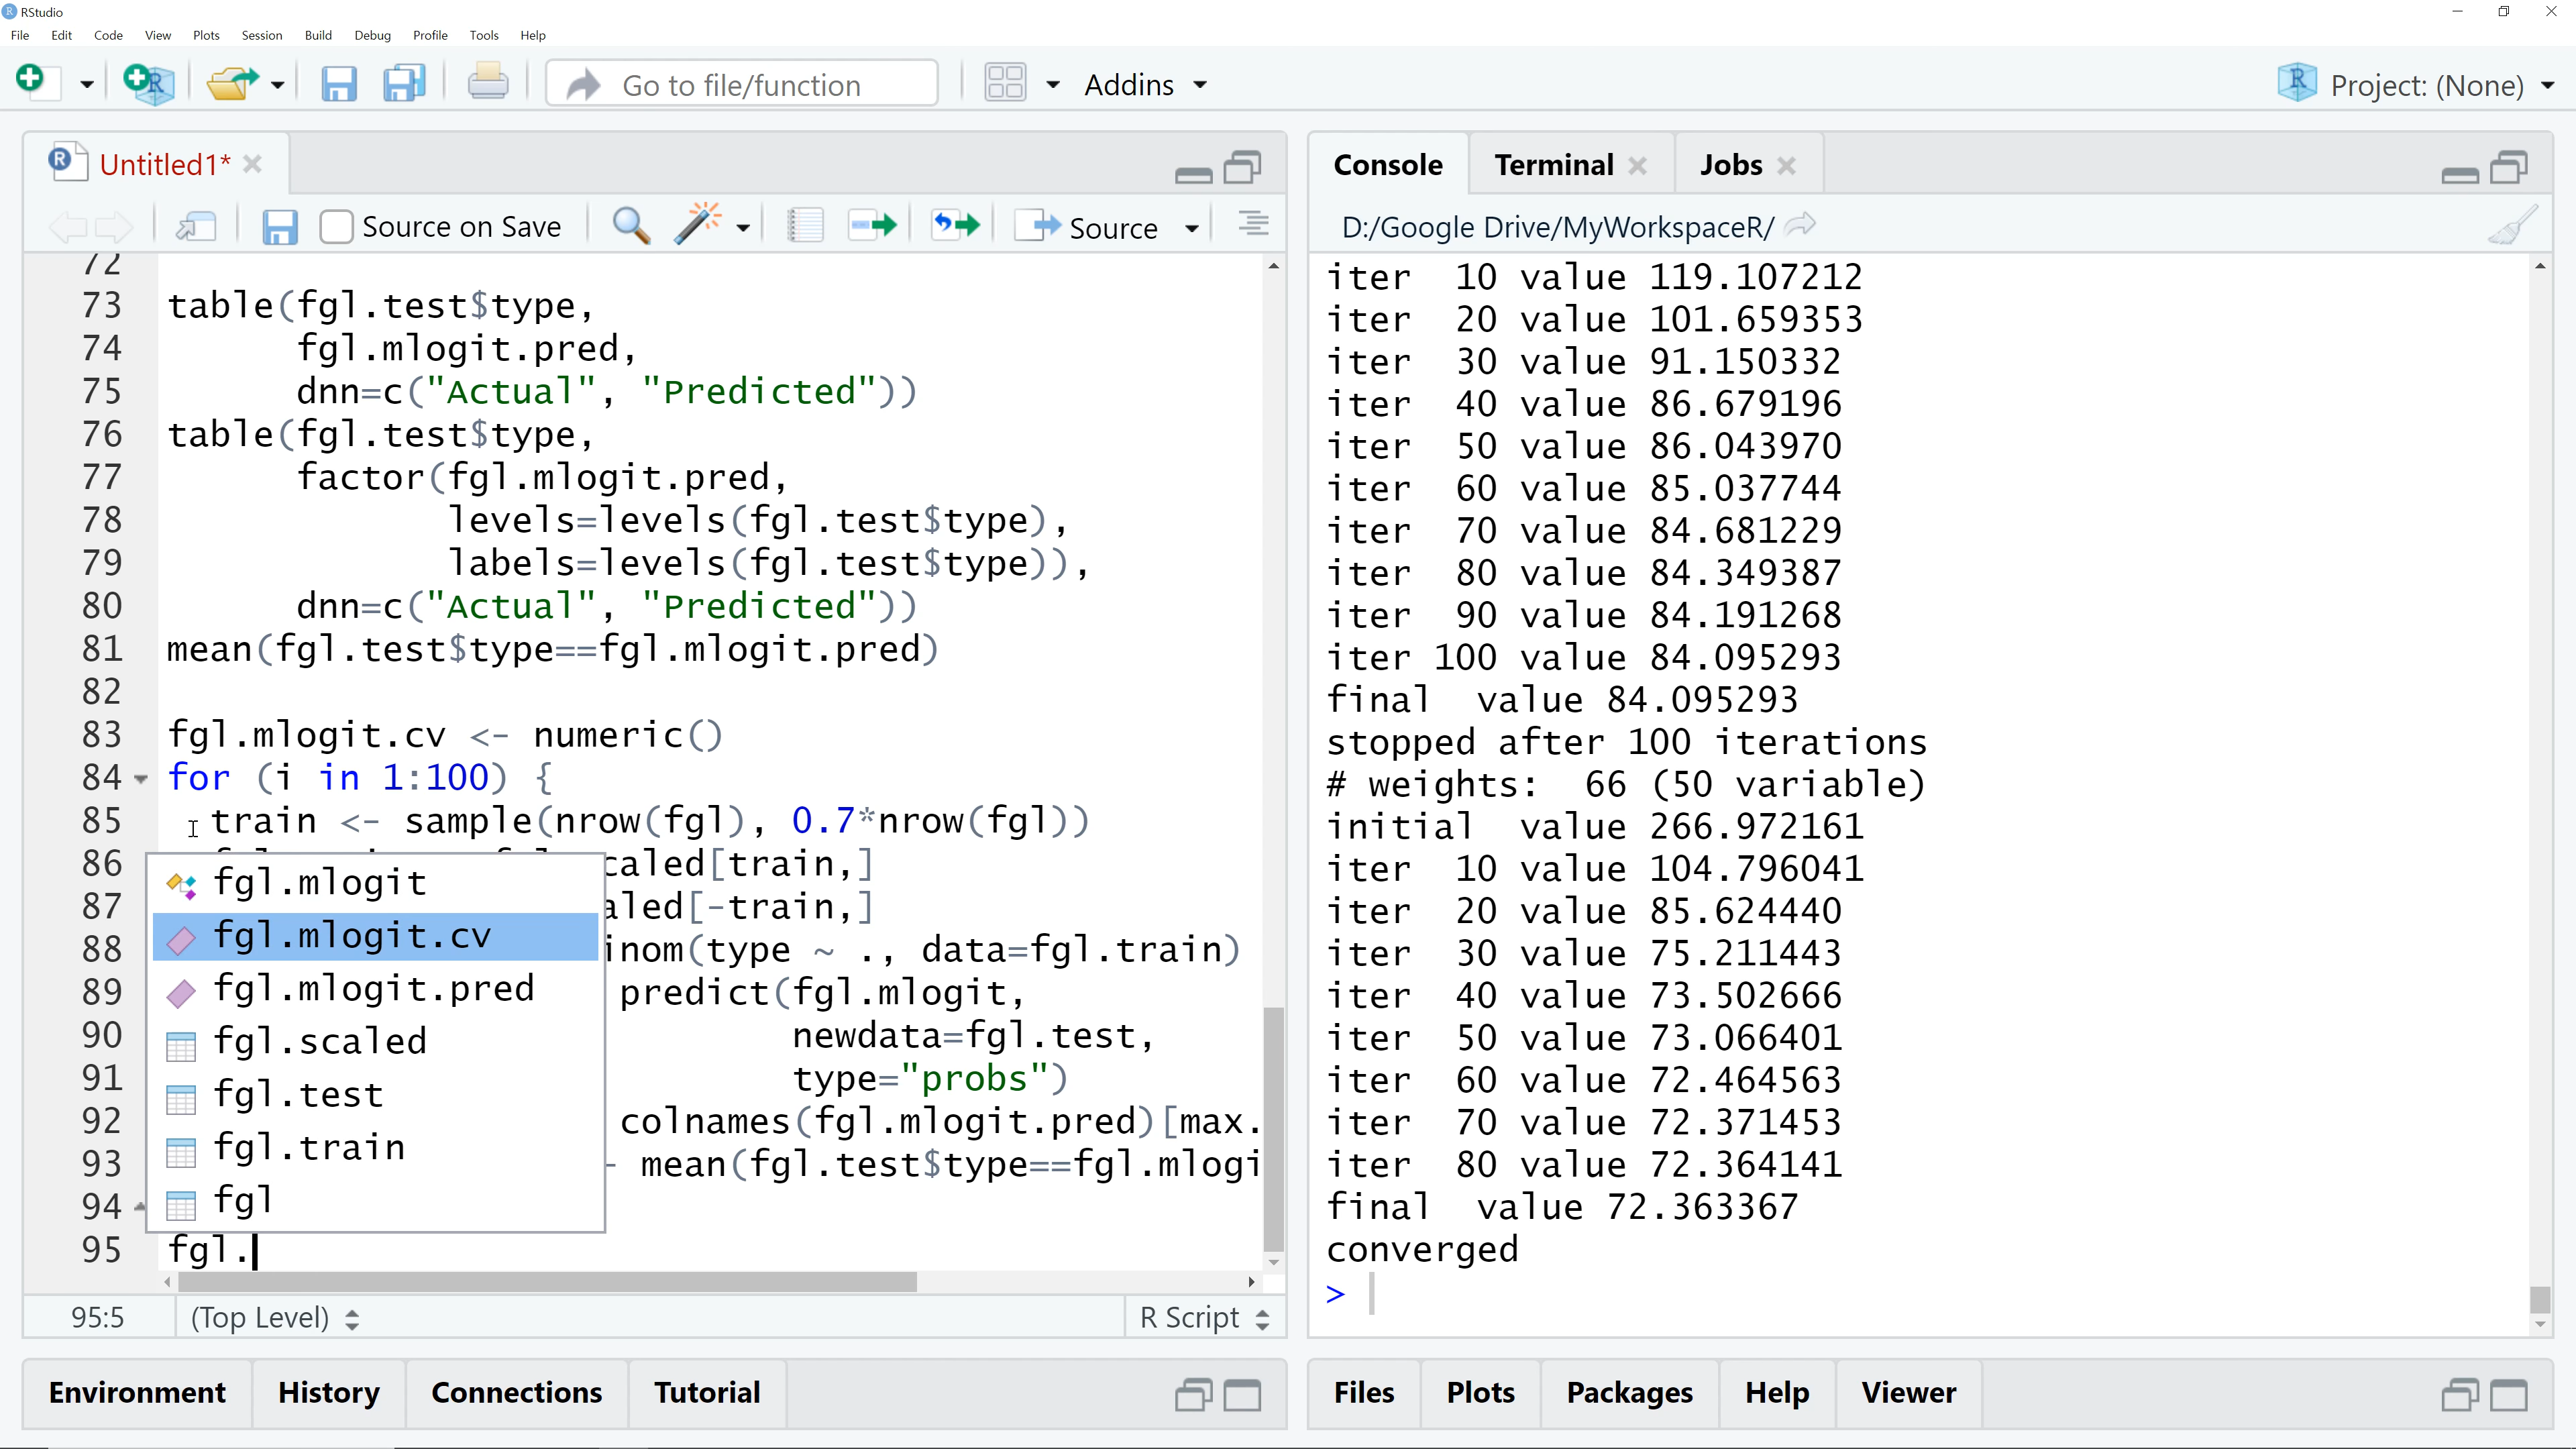 RStudio
File Edit Code View Plots Session Build Debug Profile Tools Help
Go to file/function Addins Project: (None)
Untitled1*
Source on Save Source
72
73 table(fgl.test$type,
74 fgl.mlogit.pred,
75 dnn=c("Actual", "Predicted"))
76 table(fgl.test$type,
77 factor(fgl.mlogit.pred,
78 levels=levels(fgl.test$type),
79 labels=levels(fgl.test$type)),
80 dnn=c("Actual", "Predicted"))
81 mean(fgl.test$type==fgl.mlogit.pred)
82
83 fgl.mlogit.cv <- numeric()
84 for (i in 1:100) {
85 train <- sample(nrow(fgl), 0.7*nrow(fgl))
86 caled[train,]
87 aled[-train,]
88 inom(type ~ ., data=fgl.train)
89 predict(fgl.mlogit,
90 newdata=fgl.test,
91 type="probs")
92 colnames(fgl.mlogit.pred)[max.
93 - mean(fgl.test$type==fgl.mlogi
94
95 fgl.
fgl.mlogit
fgl.mlogit.cv
fgl.mlogit.pred
fgl.scaled
fgl.test
fgl.train
fgl
95:5 (Top Level) R Script
Environment History Connections Tutorial
Console Terminal Jobs
D:/Google Drive/MyWorkspaceR/
iter 10 value 119.107212
iter 20 value 101.659353
iter 30 value 91.150332
iter 40 value 86.679196
iter 50 value 86.043970
iter 60 value 85.037744
iter 70 value 84.681229
iter 80 value 84.349387
iter 90 value 84.191268
iter 100 value 84.095293
final value 84.095293
stopped after 100 iterations
# weights: 66 (50 variable)
initial value 266.972161
iter 10 value 104.796041
iter 20 value 85.624440
iter 30 value 75.211443
iter 40 value 73.502666
iter 50 value 73.066401
iter 60 value 72.464563
iter 70 value 72.371453
iter 80 value 72.364141
final value 72.363367
converged
>
Files Plots Packages Help Viewer